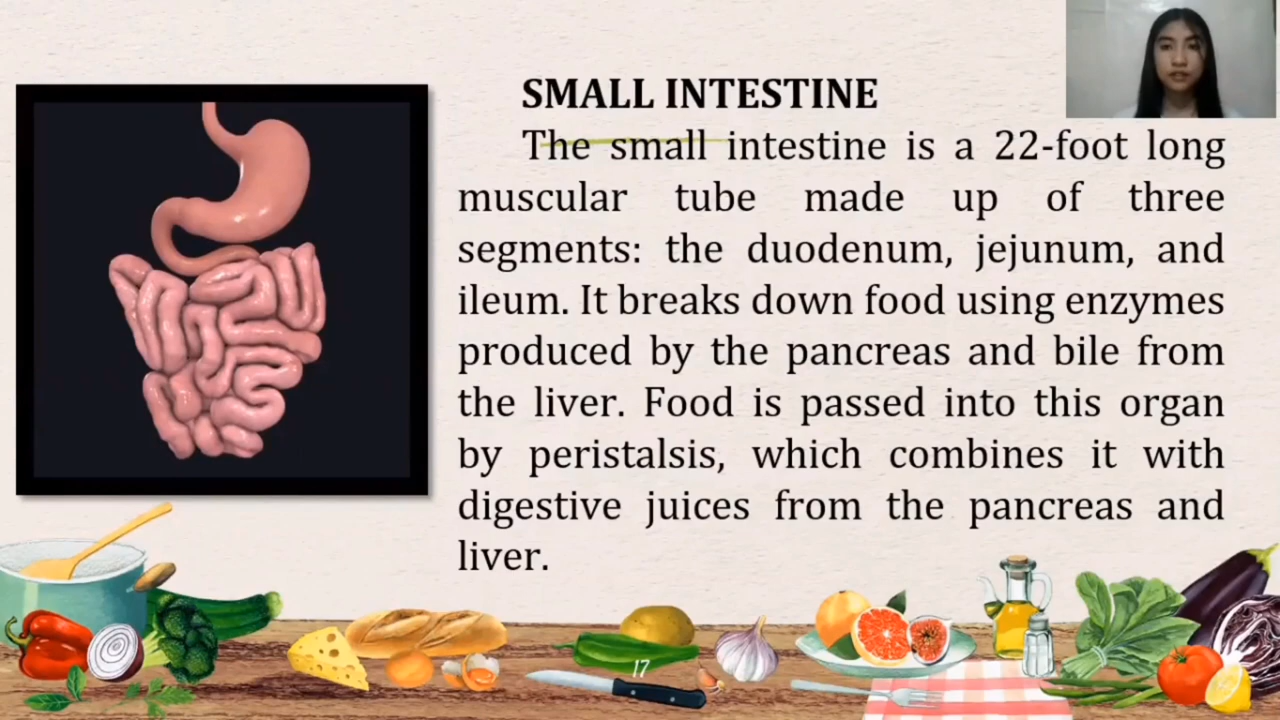 SMALL INTESTINE
The small intestine is a 22-foot long
muscular tube made up of three
segments: the duodenum, jejunum, and
ileum. It breaks down food using enzymes
produced by the pancreas and bile from
the liver. Food is passed into this organ
by peristalsis, which combines it with
digestive juices from the pancreas and
liver.
17